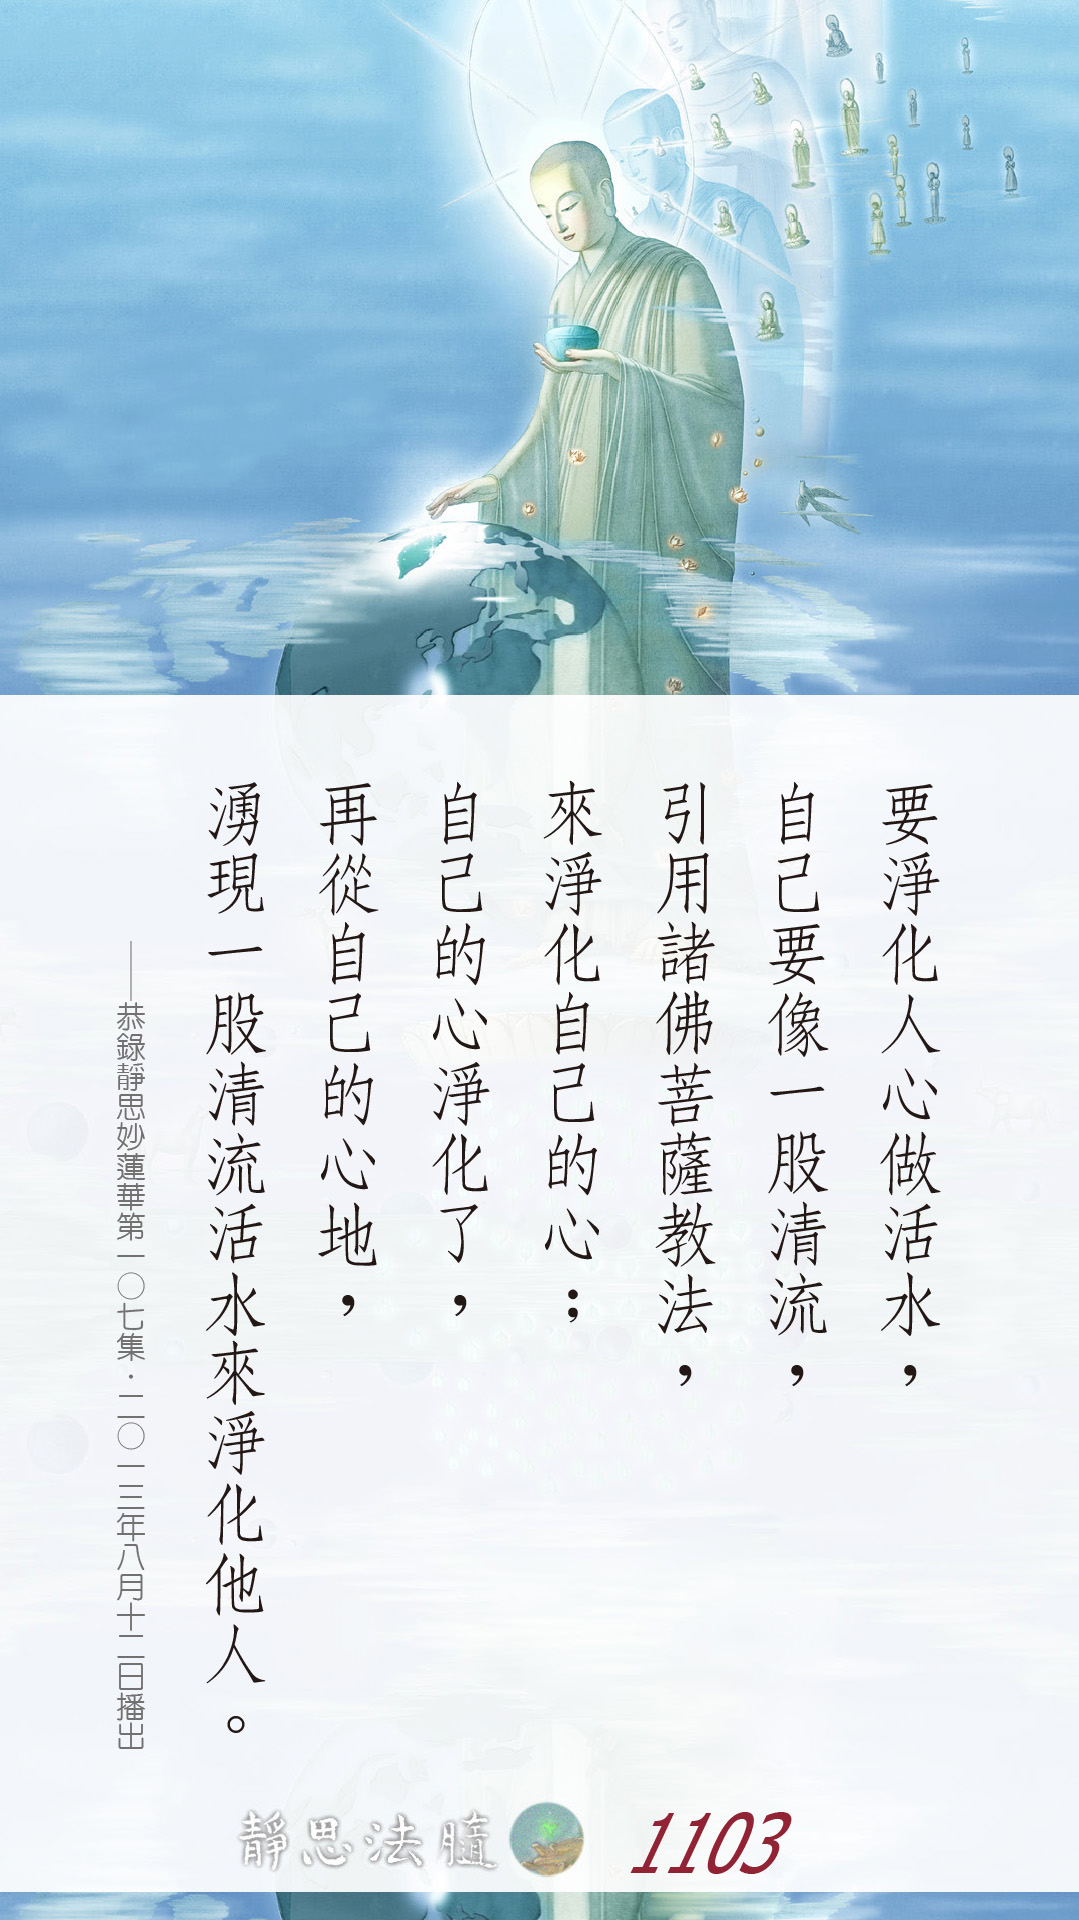 要淨化人心做活水，
自己要像一股清流，
引用諸佛菩薩教法，
來淨化自己的心；
自己的心淨化了，
再從自己的心地，
湧現一股清流活水來淨化他人。
——恭錄靜思妙蓮華第一〇七集．二〇一三年八月十二日播出
靜思法髓
1103